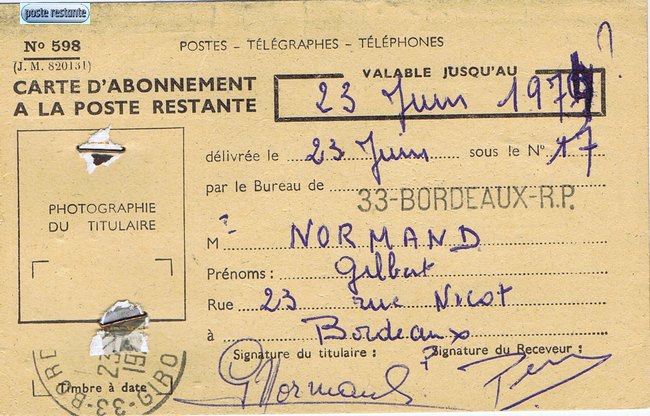 poste restante
N° 598
(J. M. 820131)
POSTES – TÉLÉGRAPHES – TÉLÉPHONES
CARTE D'ABONNEMENT
A LA POSTE RESTANTE
VALABLE JUSQU'AU
23 Juin 197
?
délivrée le 23 Juin sous le N° 17
par le Bureau de 33-BORDEAUX-R.P.
PHOTOGRAPHIE
DU TITULAIRE
M ? NORMAND
Prénoms : Gilbert
Rue 23 rue Nicot
à Bordeaux
Signature du titulaire : ? Signature du Receveur :
GNormand
Timbre à date